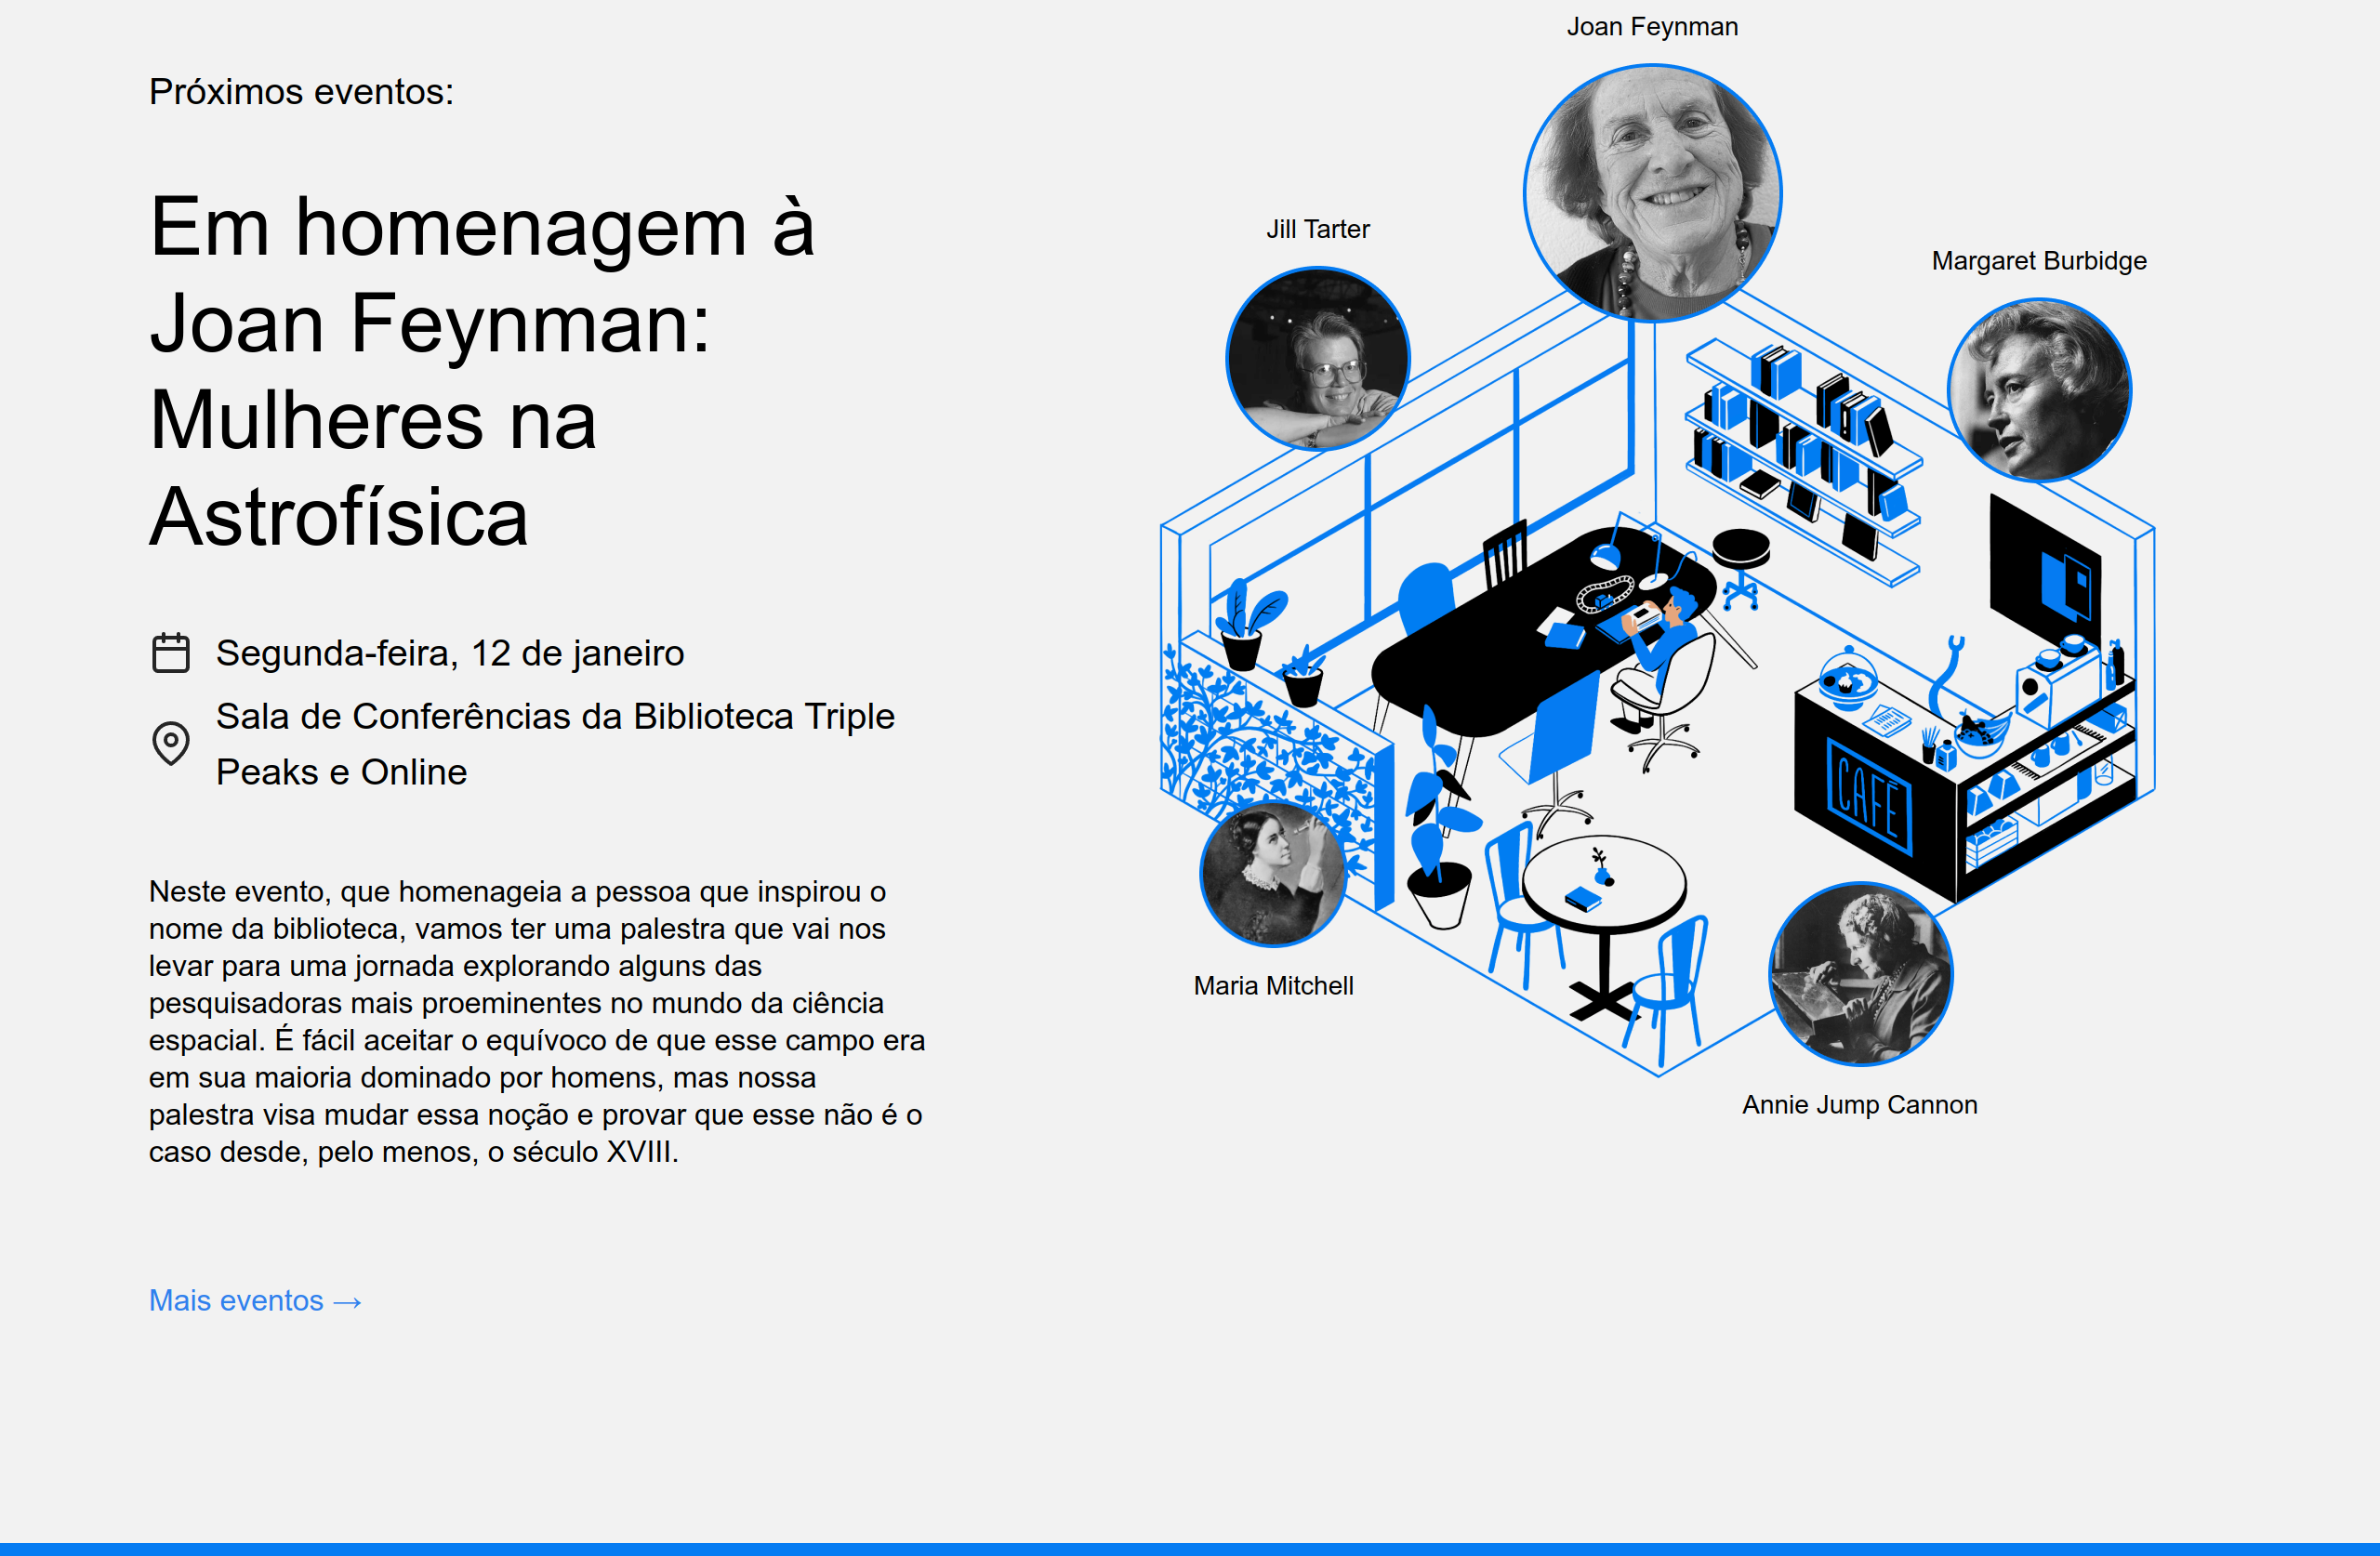 Próximos eventos:
Em homenagem à
Joan Feynman:
Mulheres na
Astrofísica
Segunda-feira, 12 de janeiro
Sala de Conferências da Biblioteca Triple
Peaks e Online
Neste evento, que homenageia a pessoa que inspirou o
nome da biblioteca, vamos ter uma palestra que vai nos
levar para uma jornada explorando alguns das
pesquisadoras mais proeminentes no mundo da ciência
espacial. É fácil aceitar o equívoco de que esse campo era
em sua maioria dominado por homens, mas nossa
palestra visa mudar essa noção e provar que esse não é o
caso desde, pelo menos, o século XVIII.
Mais eventos →
Joan Feynman
Jill Tarter
Margaret Burbidge
CAFÉ
Maria Mitchell
Annie Jump Cannon